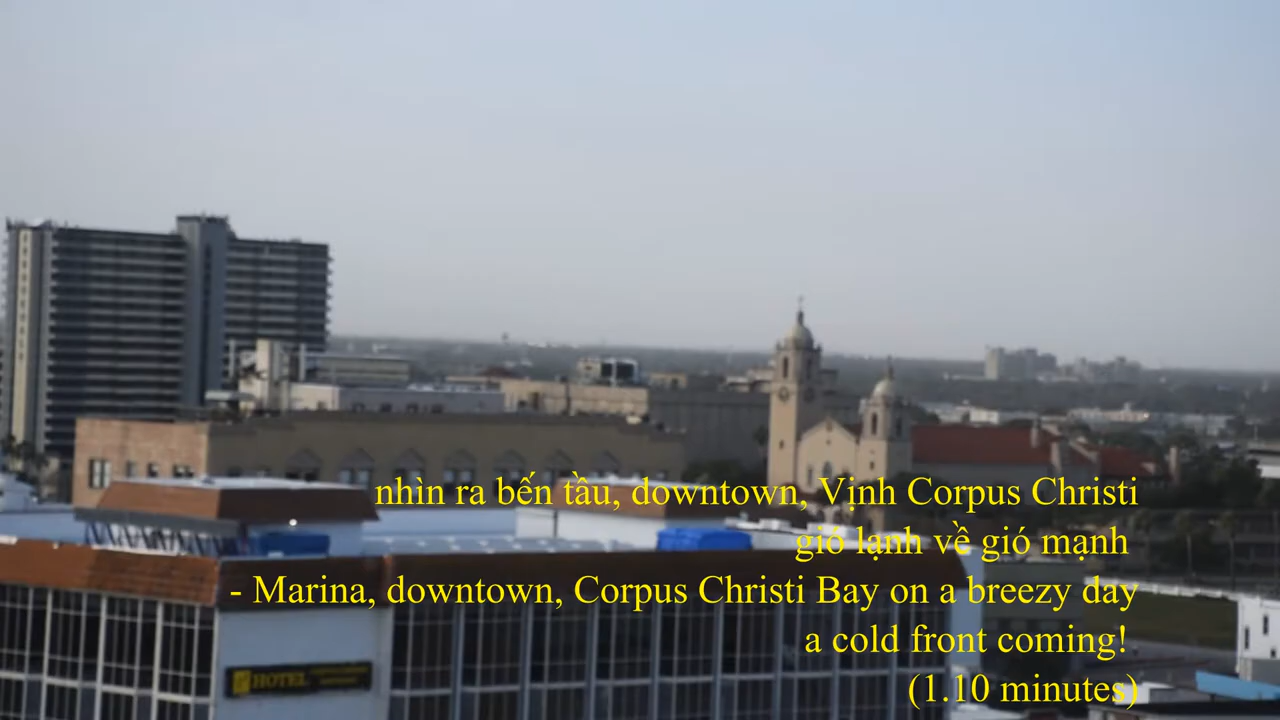 nhìn ra bến tầu, downtown, Vịnh Corpus Christi
gió lạnh về gió mạnh
- Marina, downtown, Corpus Christi Bay on a breezy day
a cold front coming!
(1.10 minutes)
HOTEL